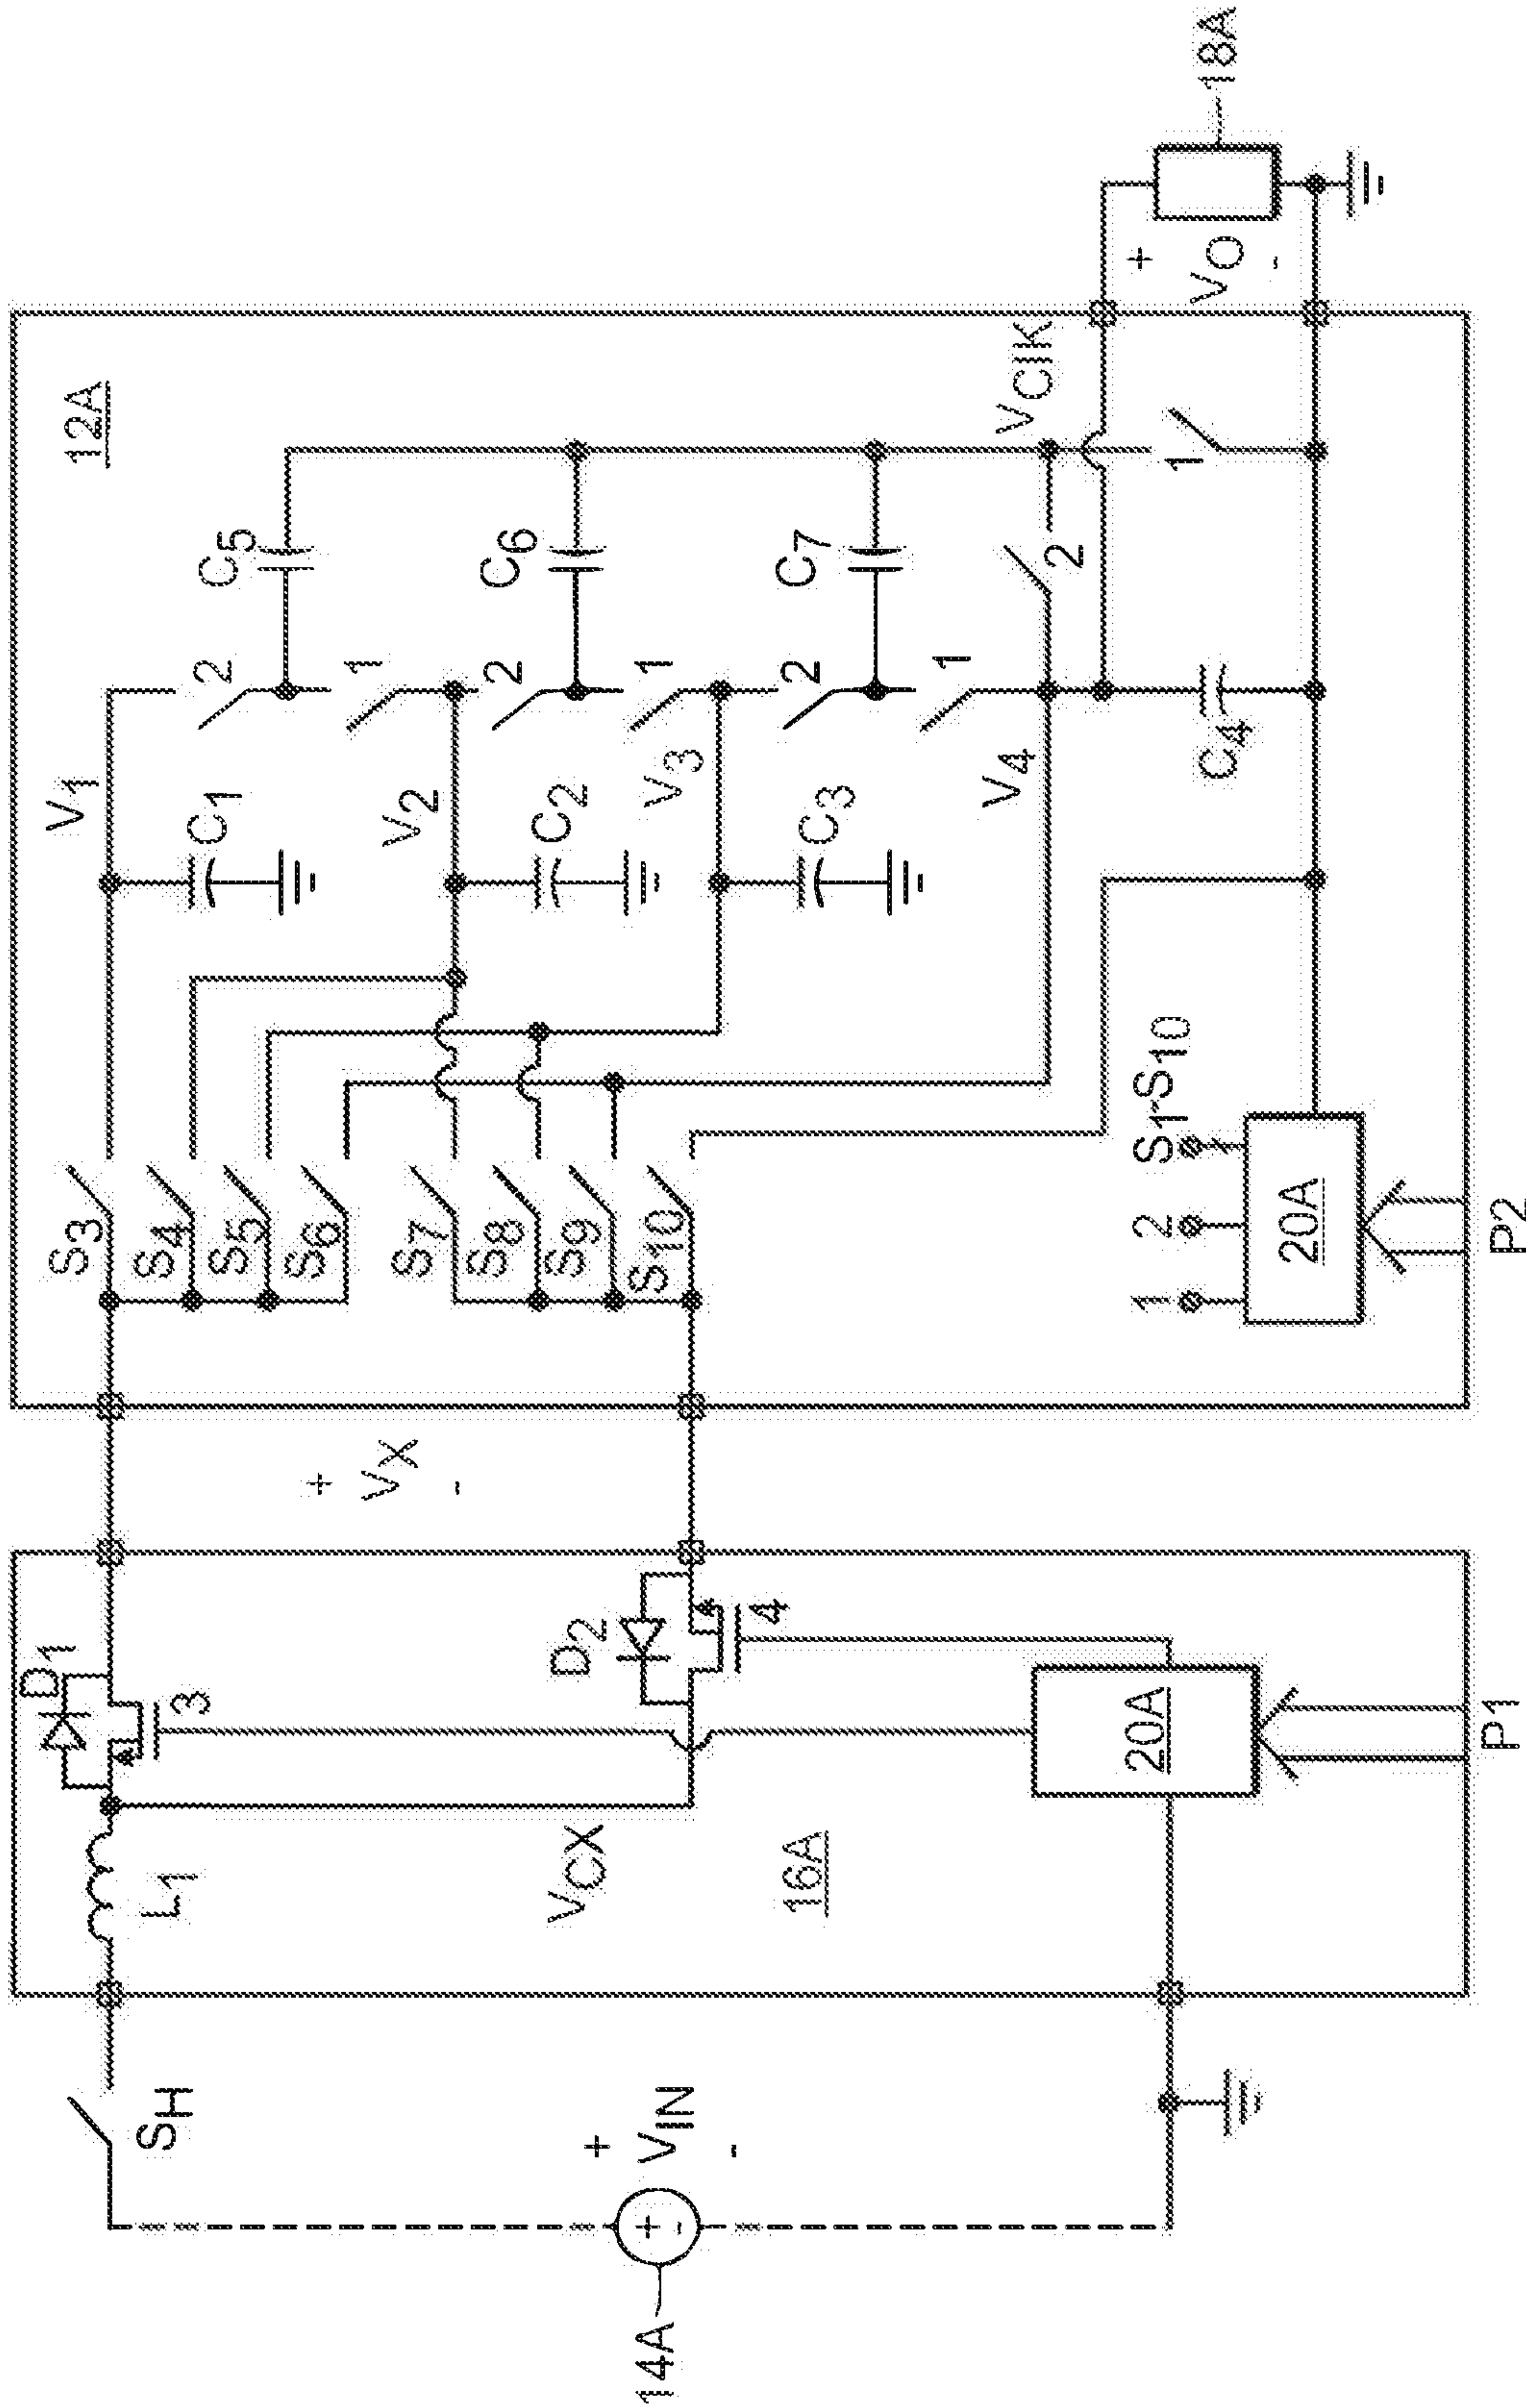 14A
+
VIN
-
+
-
SH
L1
D1
3
VCX
D2
4
16A
20A
P1
+
VX
-
12A
S3
S4
S5
S6
S7
S8
S9
S10
V1
C1
V2
C2
V3
C3
V4
C4
2
1
2
1
2
1
C5
C6
C7
2
VClK
1
1
2
S1-S10
20A
P2
+
VO
-
18A